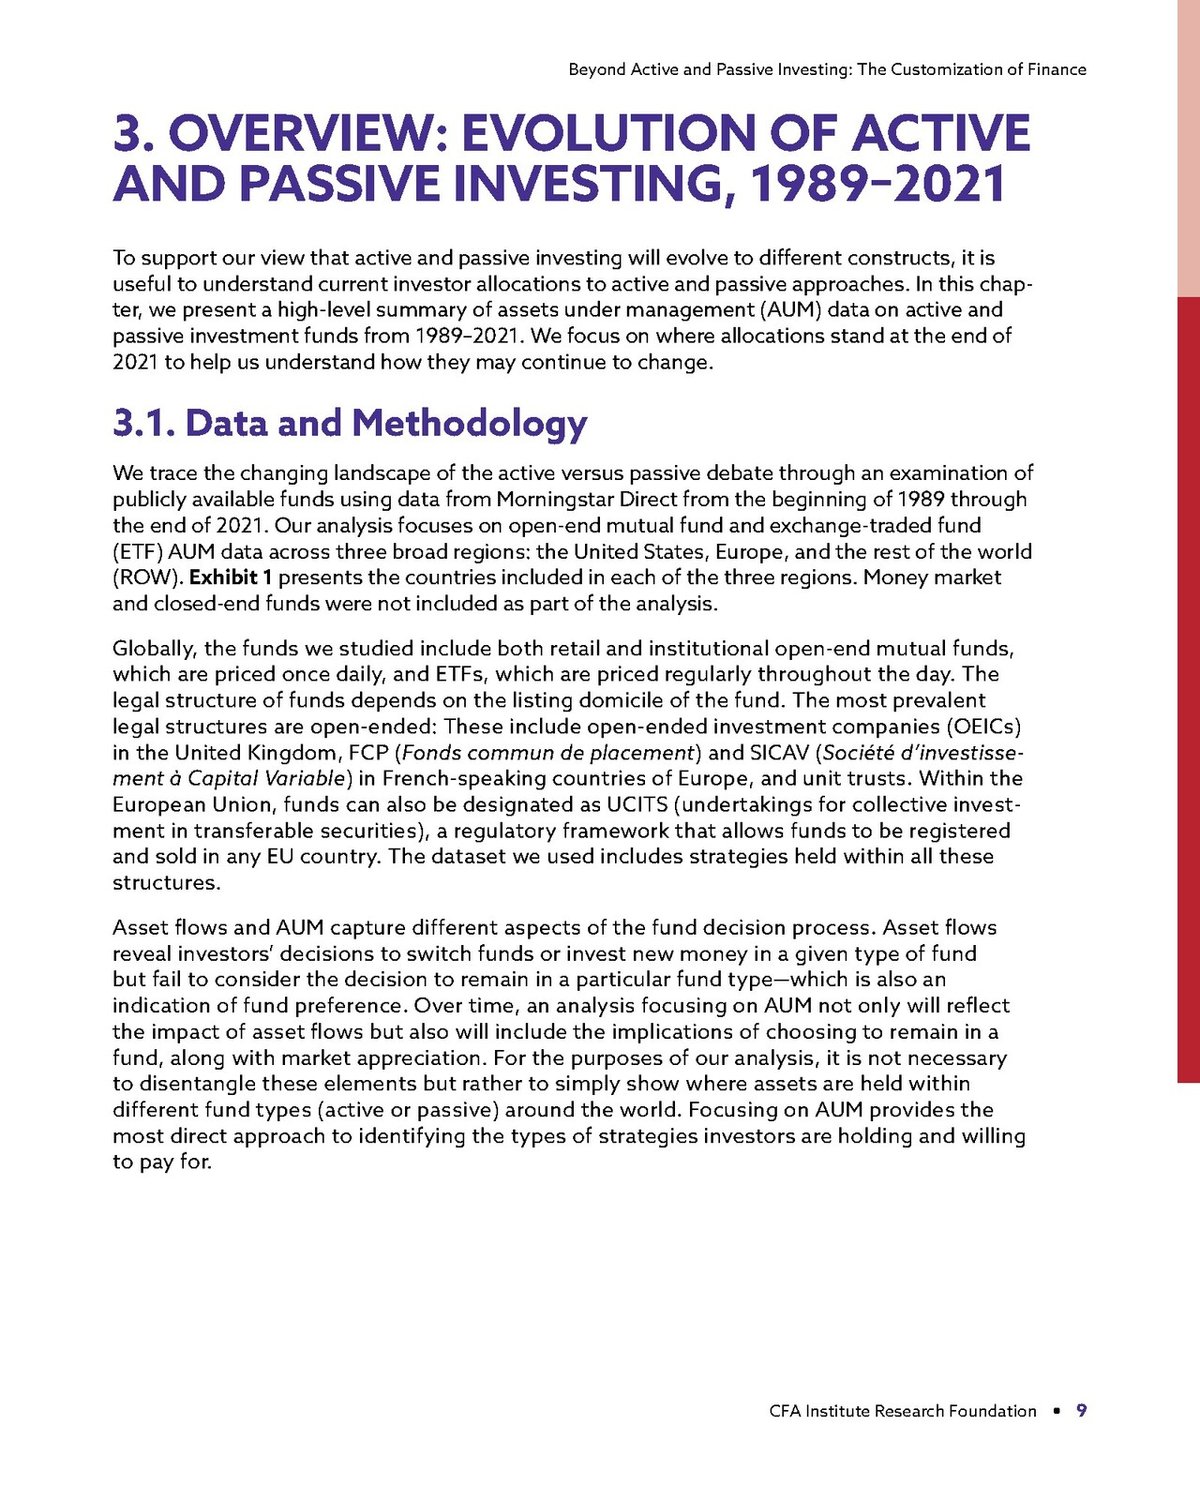 Beyond Active and Passive Investing: The Customization of Finance
3. OVERVIEW: EVOLUTION OF ACTIVE
AND PASSIVE INVESTING, 1989–2021
To support our view that active and passive investing will evolve to different constructs, it is
useful to understand current investor allocations to active and passive approaches. In this chap-
ter, we present a high-level summary of assets under management (AUM) data on active and
passive investment funds from 1989–2021. We focus on where allocations stand at the end of
2021 to help us understand how they may continue to change.
3.1. Data and Methodology
We trace the changing landscape of the active versus passive debate through an examination of
publicly available funds using data from Morningstar Direct from the beginning of 1989 through
the end of 2021. Our analysis focuses on open-end mutual fund and exchange-traded fund
(ETF) AUM data across three broad regions: the United States, Europe, and the rest of the world
(ROW). Exhibit 1 presents the countries included in each of the three regions. Money market
and closed-end funds were not included as part of the analysis.
Globally, the funds we studied include both retail and institutional open-end mutual funds,
which are priced once daily, and ETFs, which are priced regularly throughout the day. The
legal structure of funds depends on the listing domicile of the fund. The most prevalent
legal structures are open-ended: These include open-ended investment companies (OEICs)
in the United Kingdom, FCP (Fonds commun de placement) and SICAV (Société d’investisse-
ment à Capital Variable) in French-speaking countries of Europe, and unit trusts. Within the
European Union, funds can also be designated as UCITS (undertakings for collective invest-
ment in transferable securities), a regulatory framework that allows funds to be registered
and sold in any EU country. The dataset we used includes strategies held within all these
structures.
Asset flows and AUM capture different aspects of the fund decision process. Asset flows
reveal investors’ decisions to switch funds or invest new money in a given type of fund
but fail to consider the decision to remain in a particular fund type—which is also an
indication of fund preference. Over time, an analysis focusing on AUM not only will reflect
the impact of asset flows but also will include the implications of choosing to remain in a
fund, along with market appreciation. For the purposes of our analysis, it is not necessary
to disentangle these elements but rather to simply show where assets are held within
different fund types (active or passive) around the world. Focusing on AUM provides the
most direct approach to identifying the types of strategies investors are holding and willing
to pay for.
CFA Institute Research Foundation • 9